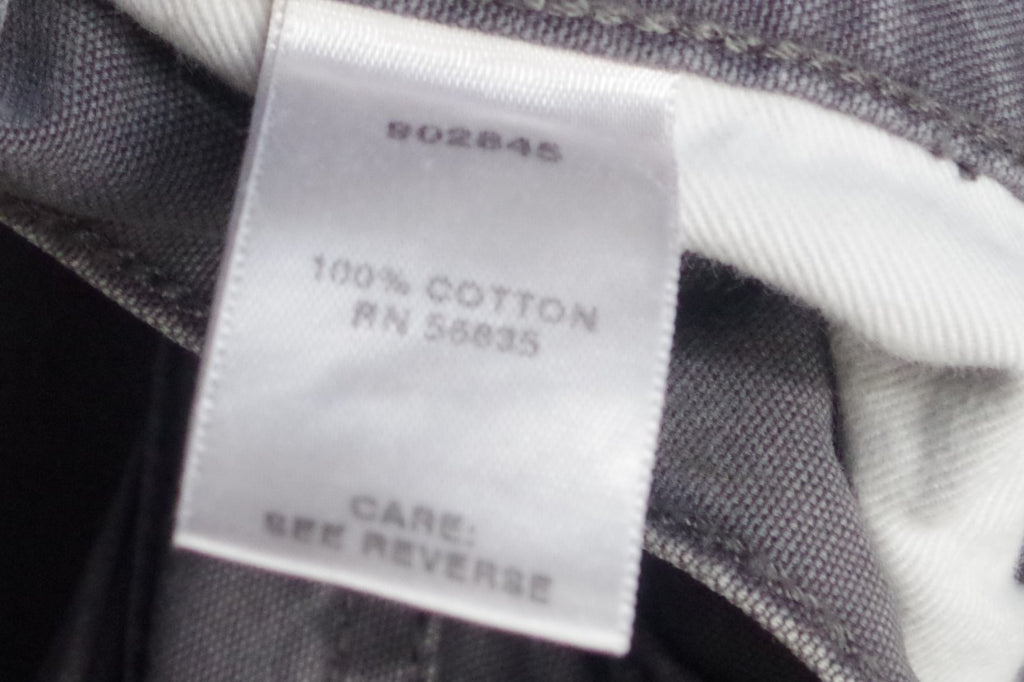 902845
100% COTTON
RN 56835
CARE:
SEE REVERSE